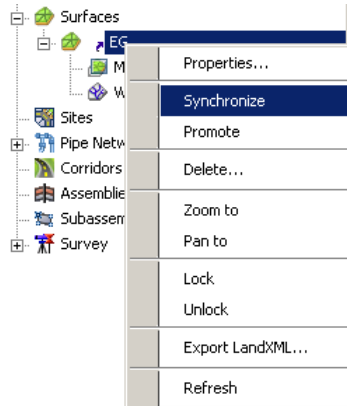 Surfaces
EG
M
W
Sites
Pipe Netw
Corridors
Assemblie
Subassem
Survey
Properties...
Synchronize
Promote
Delete...
Zoom to
Pan to
Lock
Unlock
Export LandXML...
Refresh